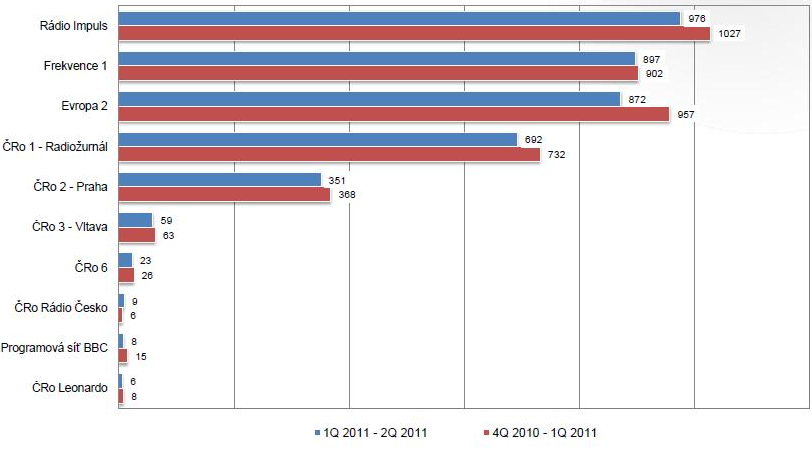 Rádio Impuls
976
1027
Frekvence 1
897
902
Evropa 2
872
957
ČRo 1 - Radiožurnál
692
732
ČRo 2 - Praha
351
368
ČRo 3 - Vltava
59
63
ČRo 6
23
26
ČRo Rádio Česko
9
6
Programová síť BBC
8
15
ČRo Leonardo
6
8
1Q 2011 - 2Q 2011 4Q 2010 - 1Q 2011